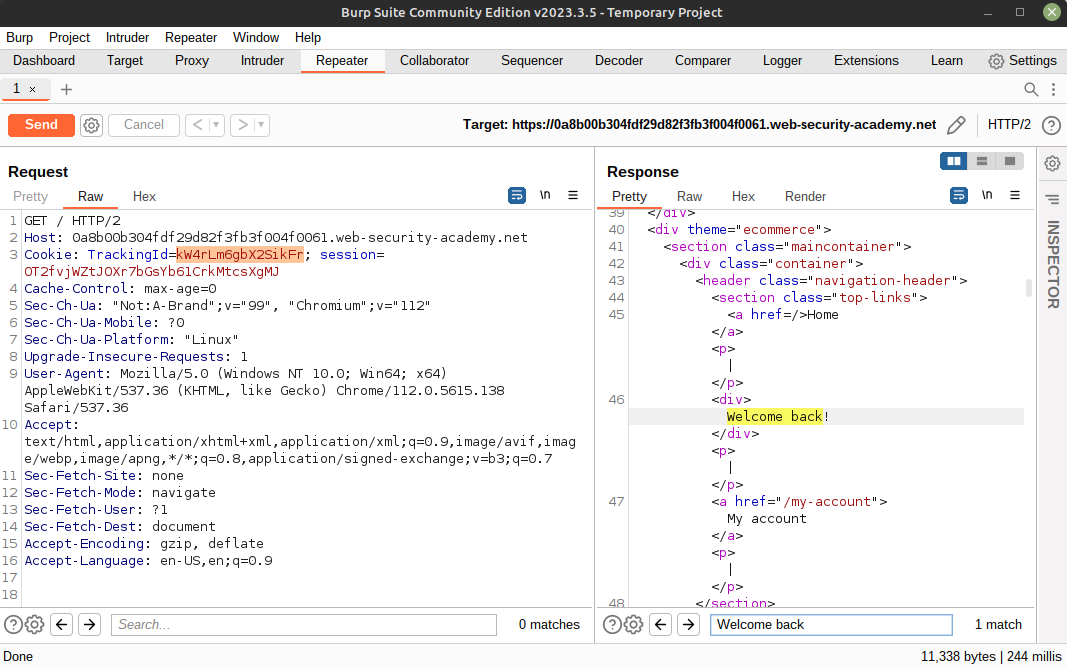 Burp Suite Community Edition v2023.3.5 - Temporary Project
Burp Project Intruder Repeater Window Help
Dashboard Target Proxy Intruder Repeater Collaborator Sequencer Decoder Comparer Logger Extensions Learn Settings
1 ×
Send Cancel Target: https://0a8b00b304fdf29d82f3fb3f004f0061.web-security-academy.net HTTP/2
Request
Pretty Raw Hex \n
1 GET / HTTP/2
2 Host: 0a8b00b304fdf29d82f3fb3f004f0061.web-security-academy.net
3 Cookie: TrackingId=kW4rLm6gbX2SikFr; session=
OT2fvjWZtJOXr7bGsYb61CrkMtcsXgMJ
4 Cache-Control: max-age=0
5 Sec-Ch-Ua: "Not:A-Brand";v="99", "Chromium";v="112"
6 Sec-Ch-Ua-Mobile: ?0
7 Sec-Ch-Ua-Platform: "Linux"
8 Upgrade-Insecure-Requests: 1
9 User-Agent: Mozilla/5.0 (Windows NT 10.0; Win64; x64)
AppleWebKit/537.36 (KHTML, like Gecko) Chrome/112.0.5615.138
Safari/537.36
10 Accept:
text/html,application/xhtml+xml,application/xml;q=0.9,image/avif,imag
e/webp,image/apng,*/*;q=0.8,application/signed-exchange;v=b3;q=0.7
11 Sec-Fetch-Site: none
12 Sec-Fetch-Mode: navigate
13 Sec-Fetch-User: ?1
14 Sec-Fetch-Dest: document
15 Accept-Encoding: gzip, deflate
16 Accept-Language: en-US,en;q=0.9
17
18
Search... 0 matches
Response
Pretty Raw Hex Render \n
39 </div>
40 <div theme="ecommerce">
41 <section class="maincontainer">
42 <div class="container">
43 <header class="navigation-header">
44 <section class="top-links">
45 <a href=/>Home
</a>
<p>
|
</p>
46 <div>
Welcome back!
</div>
<p>
|
</p>
47 <a href="/my-account">
My account
</a>
<p>
|
</p>
48 </section>
Welcome back 1 match
INSPECTOR
Done 11,338 bytes | 244 millis